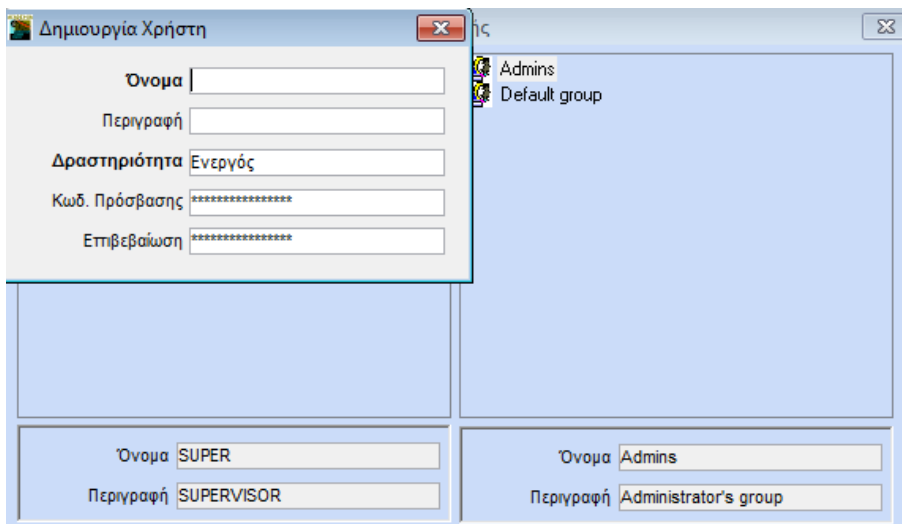 Δημιουργία Χρήστη
Όνομα
Περιγραφή
Δραστηριότητα Ενεργός
Κωδ. Πρόσβασης ****************
Επιβεβαίωση ****************
ής
Admins
Default group
Όνομα SUPER
Περιγραφή SUPERVISOR
Όνομα Admins
Περιγραφή Administrator's group